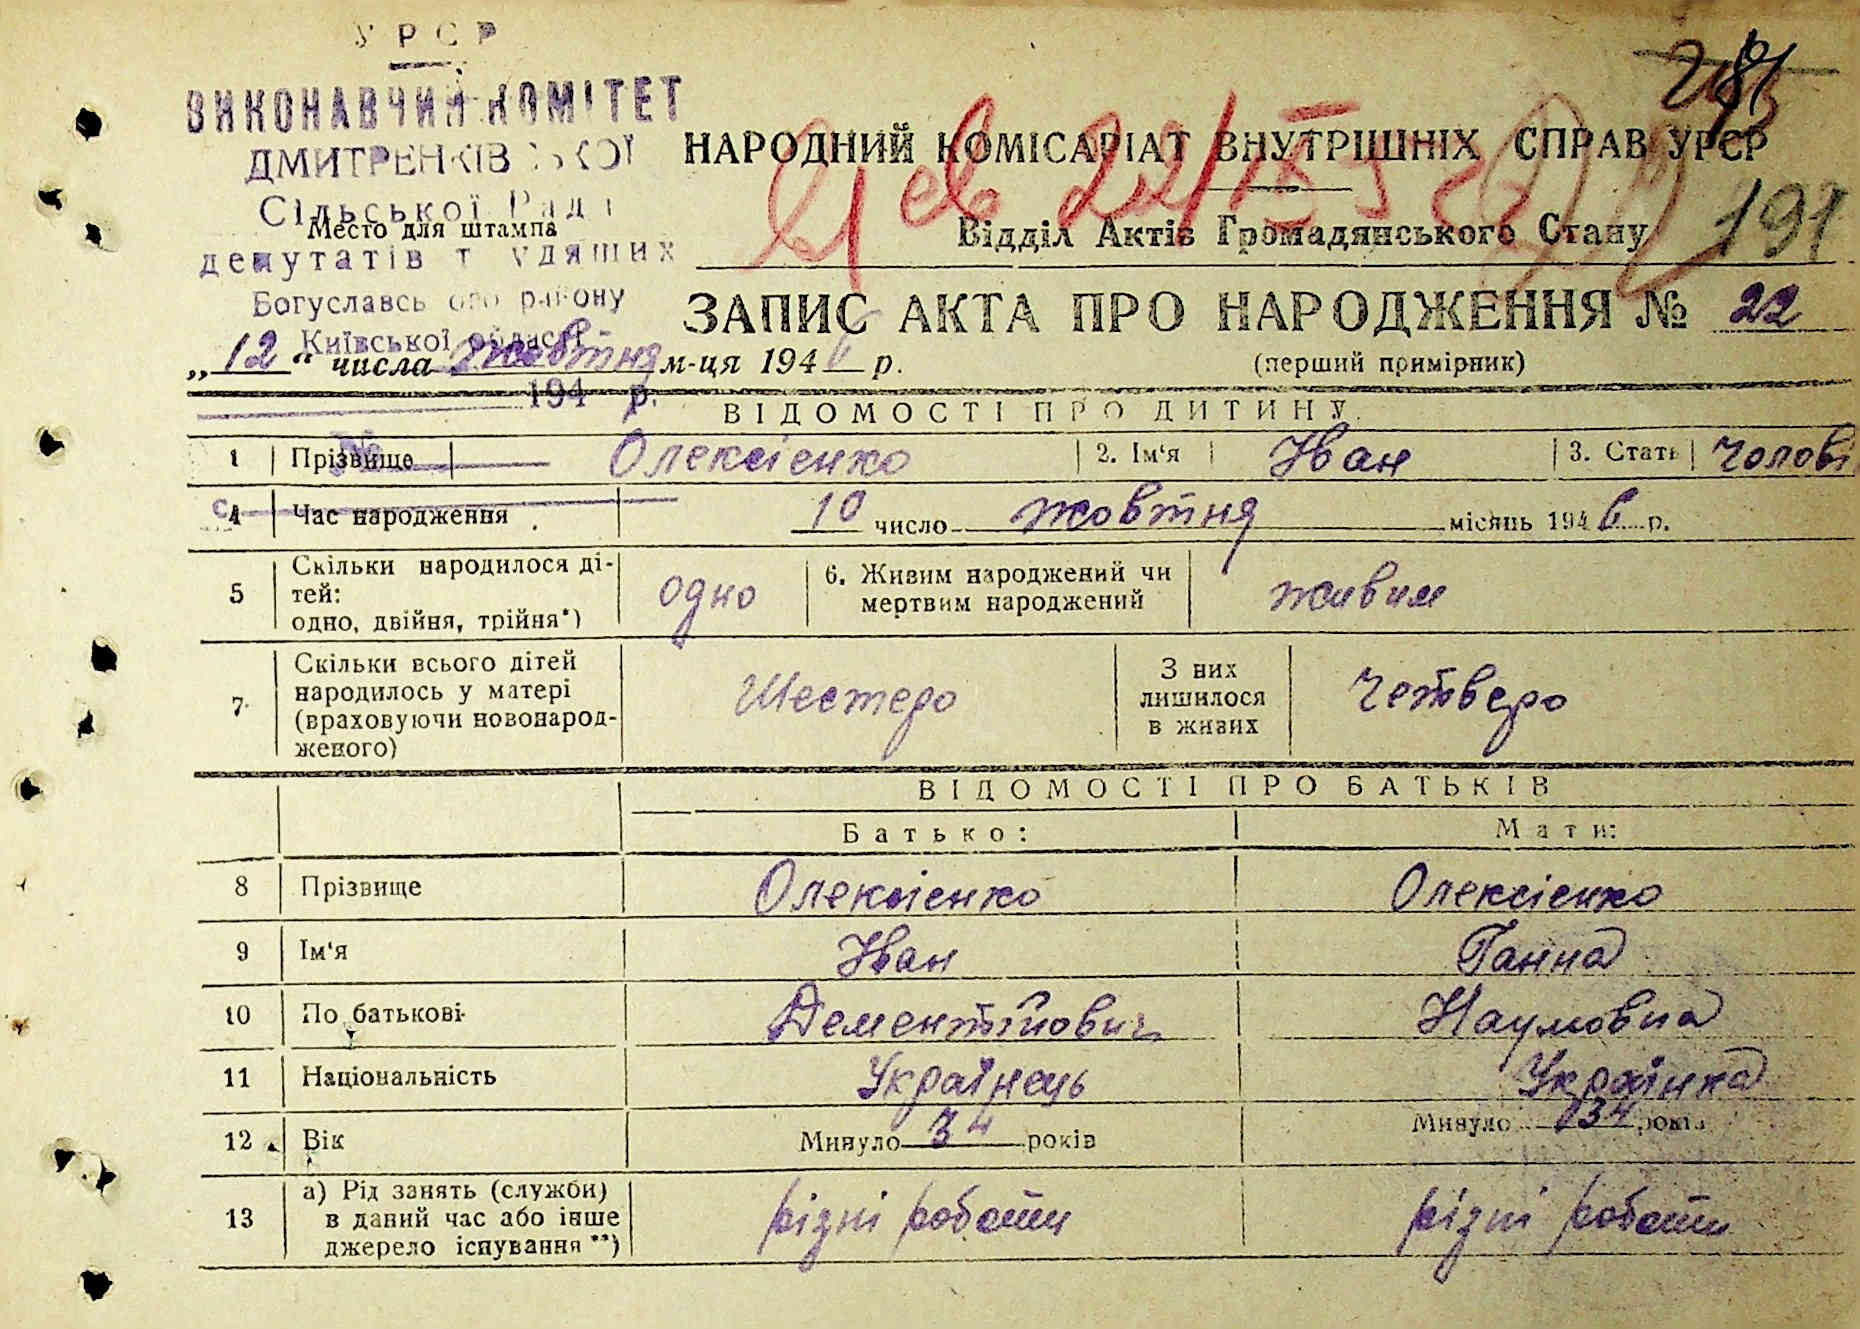 УРСР
ВИКОНАВЧИЙ КОМІТЕТ
ДМИТРЕНКІВСЬКОЇ
Сільської Ради
Место для штампа
депутатів трудящих
Богуславського району
Київської області
194 р.
№
281
НАРОДНИЙ КОМІСАРІАТ ВНУТРІШНІХ СПРАВ УРСР
Відділ Актів Громадянського Стану
191
ЗАПИС АКТА ПРО НАРОДЖЕННЯ № 22
„12“ числа жовтня м-ця 1946 р. (перший примірник)
ВІДОМОСТІ ПРО ДИТИНУ
1 Прізвище Олексієнко 2. Ім‘я Іван 3. Стать Чолові
4 Час народження 10 число жовтня місяць 1946 р.
5 Скільки народилося ді-
тей:
одно, двійня, трійня*) одно 6. Живим народжений чи
мертвим народжений живим
7 Скільки всього дітей
народилось у матері
(враховуючи новонарод-
женого) Шестеро З них
лишилося
в живих Четверо
ВІДОМОСТІ ПРО БАТЬКІВ
Батько: Мати:
8 Прізвище Олексієнко Олексієнко
9 Ім‘я Іван Ганна
10 По батькові Дементійович Наумовна
11 Національність Українець Українка
12 Вік Минуло 34 років Минуло 34 років
13 а) Рід занять (служби)
в даний час або інше
джерело існування **) різні роботи різні роботи